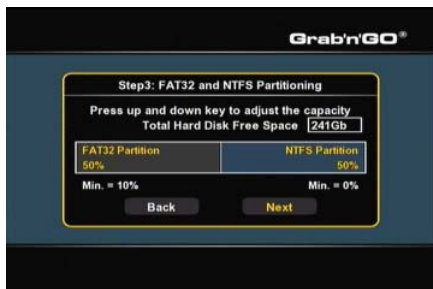 Grab'n'GO®
Step3: FAT32 and NTFS Partitioning
Press up and down key to adjust the capacity
Total Hard Disk Free Space 241Gb
FAT32 Partition NTFS Partition
50% 50%
Min. = 10% Min. = 0%
Back Next